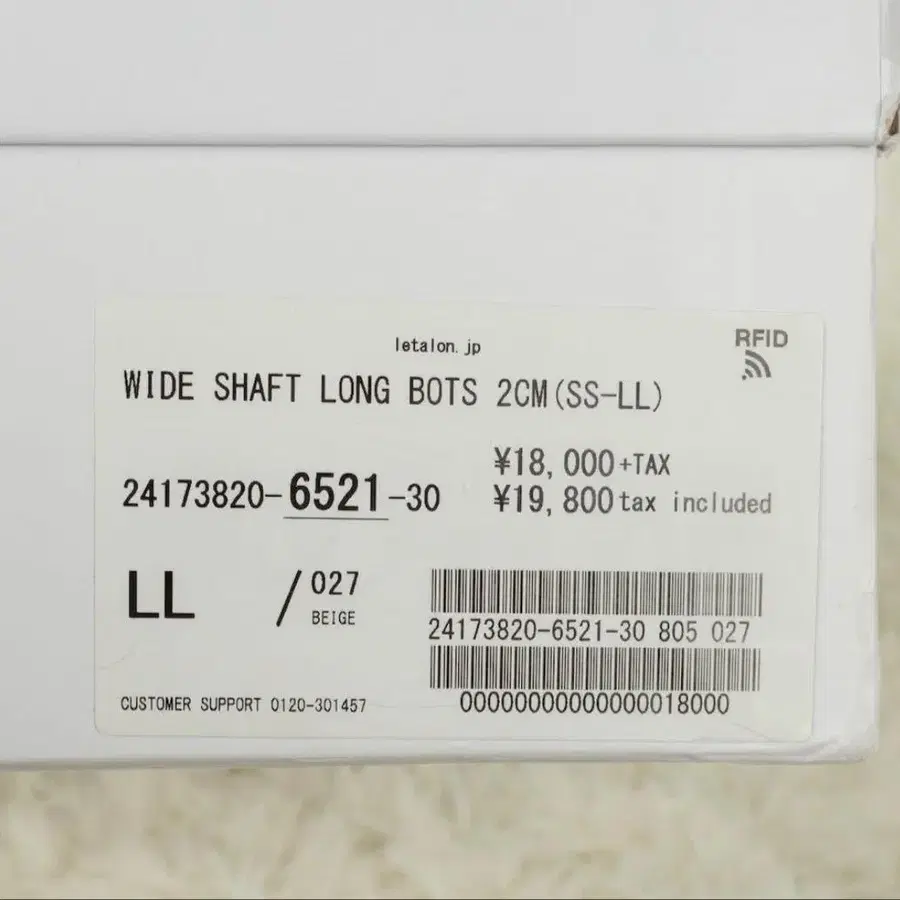 letalon.jp
RFID
WIDE SHAFT LONG BOTS 2CM(SS-LL)
¥18,000+TAX
24173820-6521-30
¥19,800 tax included
LL / 027
BEIGE
24173820-6521-30 805 027
CUSTOMER SUPPORT 0120-301457
00000000000000018000